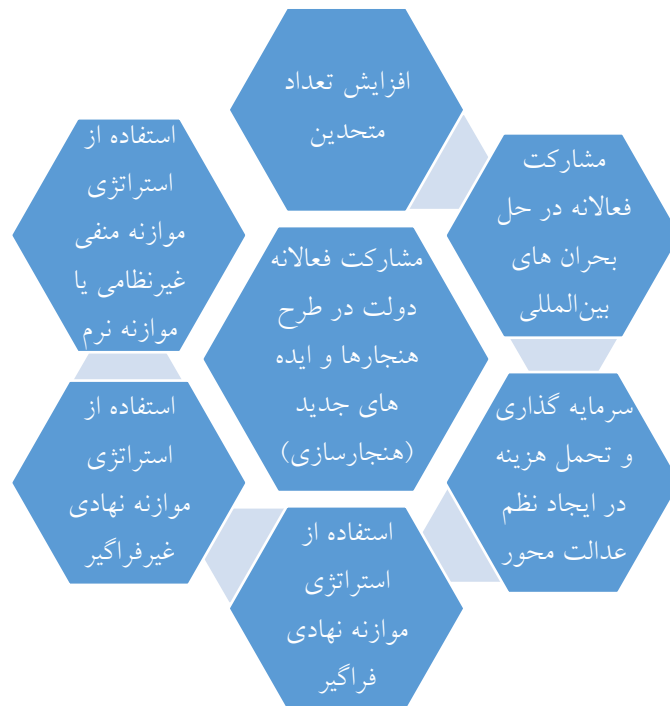 افزایش تعداد
متحدین
مشارکت
فعالانه در حل
بحران های
بین‌المللی
سرمایه گذاری
و تحمل هزینه
در ایجاد نظم
عدالت محور
استفاده از
استراتژی
موازنه نهادی
فراگیر
استفاده از
استراتژی
موازنه نهادی
غیرفراگیر
استفاده از
استراتژی
موازنه منفی
غیرنظامی یا
موازنه نرم
مشارکت فعالانه
دولت در طرح
هنجارها و ایده
های جدید
(هنجارسازی)